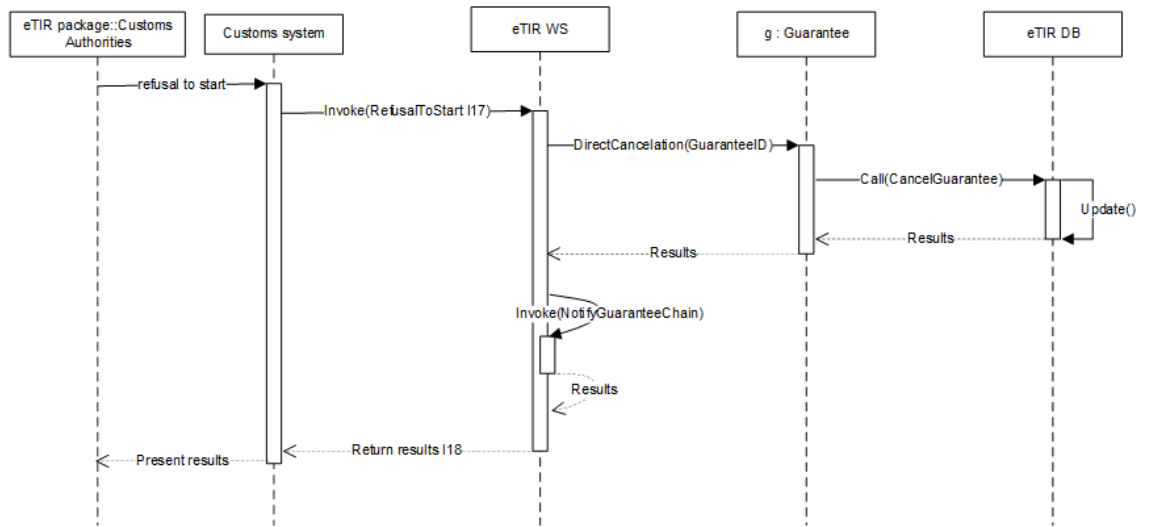 eTIR package::Customs
Authorities
Customs system
eTIR WS
g : Guarantee
eTIR DB
refusal to start
Invoke(RefusalToStart I17)
DirectCancelation(GuaranteeID)
Call(CancelGuarantee)
Update()
Results
Results
Invoke(NotifyGuaranteeChain)
Results
Return results I18
Present results